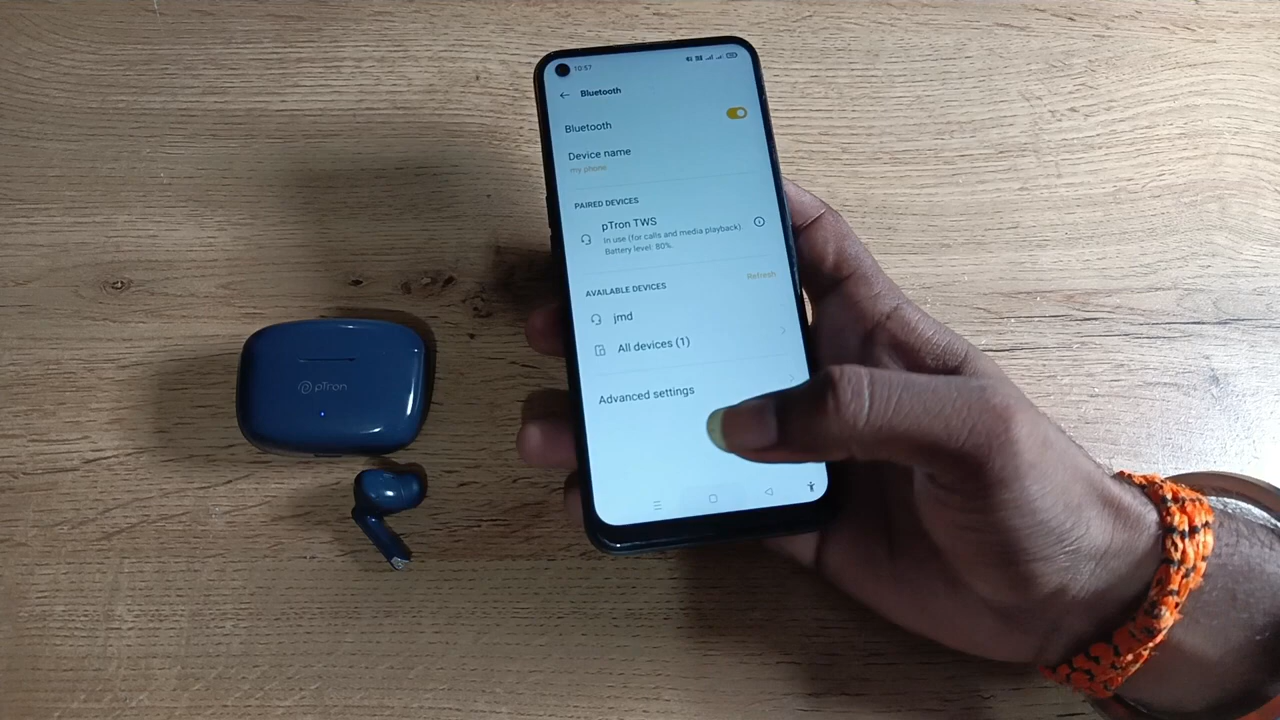 10:57
Bluetooth
Bluetooth
Device name
my phone
PAIRED DEVICES
pTron TWS
In use (for calls and media playback).
Battery level: 80%.
AVAILABLE DEVICES
Refresh
jmd
All devices (1)
Advanced settings
pTron